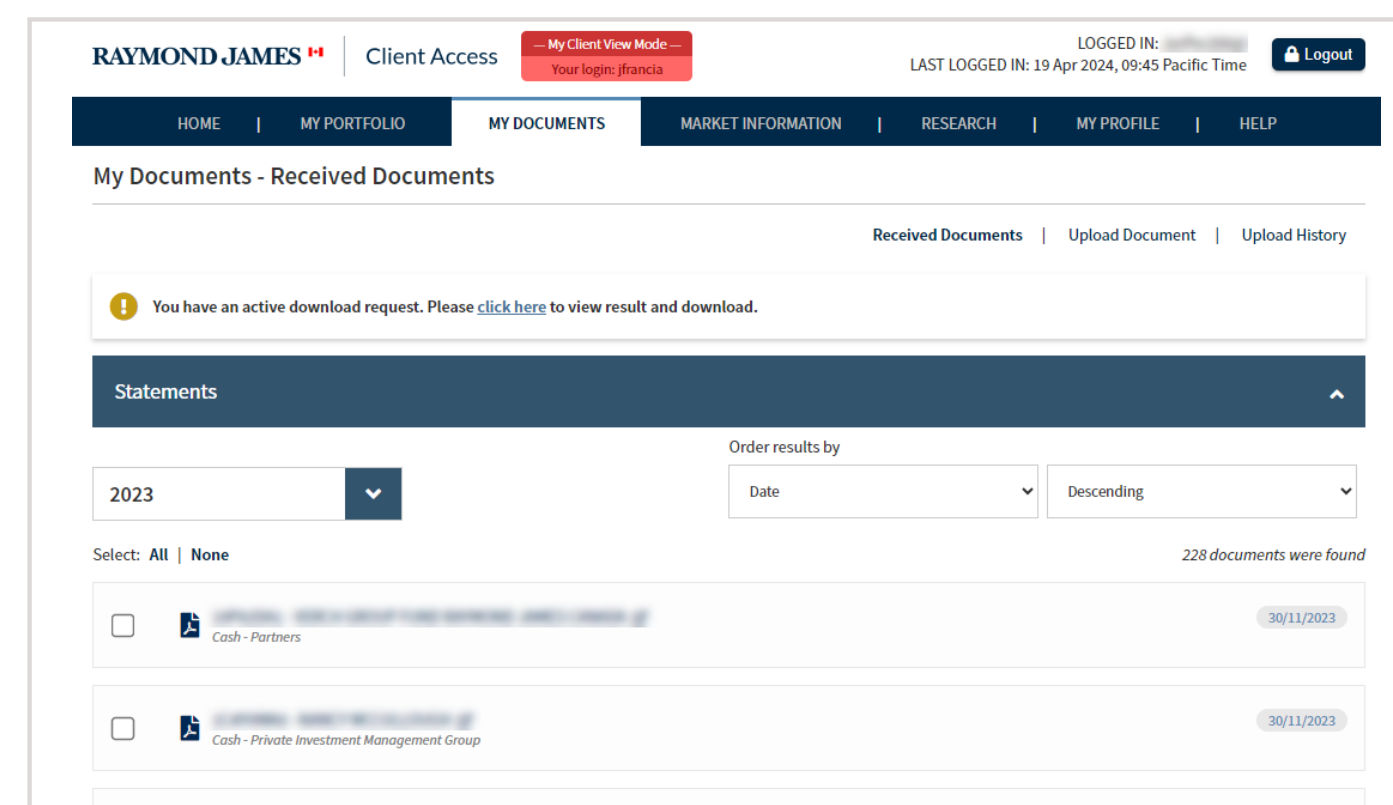 RAYMOND JAMES
Client Access
— My Client View Mode —
Your login: jfrancia
LOGGED IN:
LAST LOGGED IN: 19 Apr 2024, 09:45 Pacific Time
Logout
HOME | MY PORTFOLIO MY DOCUMENTS MARKET INFORMATION | RESEARCH | MY PROFILE | HELP
My Documents - Received Documents
Received Documents | Upload Document | Upload History
You have an active download request. Please click here to view result and download.
Statements
Order results by
2023
Date
Descending
Select: All | None
228 documents were found
30/11/2023
Cash - Partners
30/11/2023
Cash - Private Investment Management Group